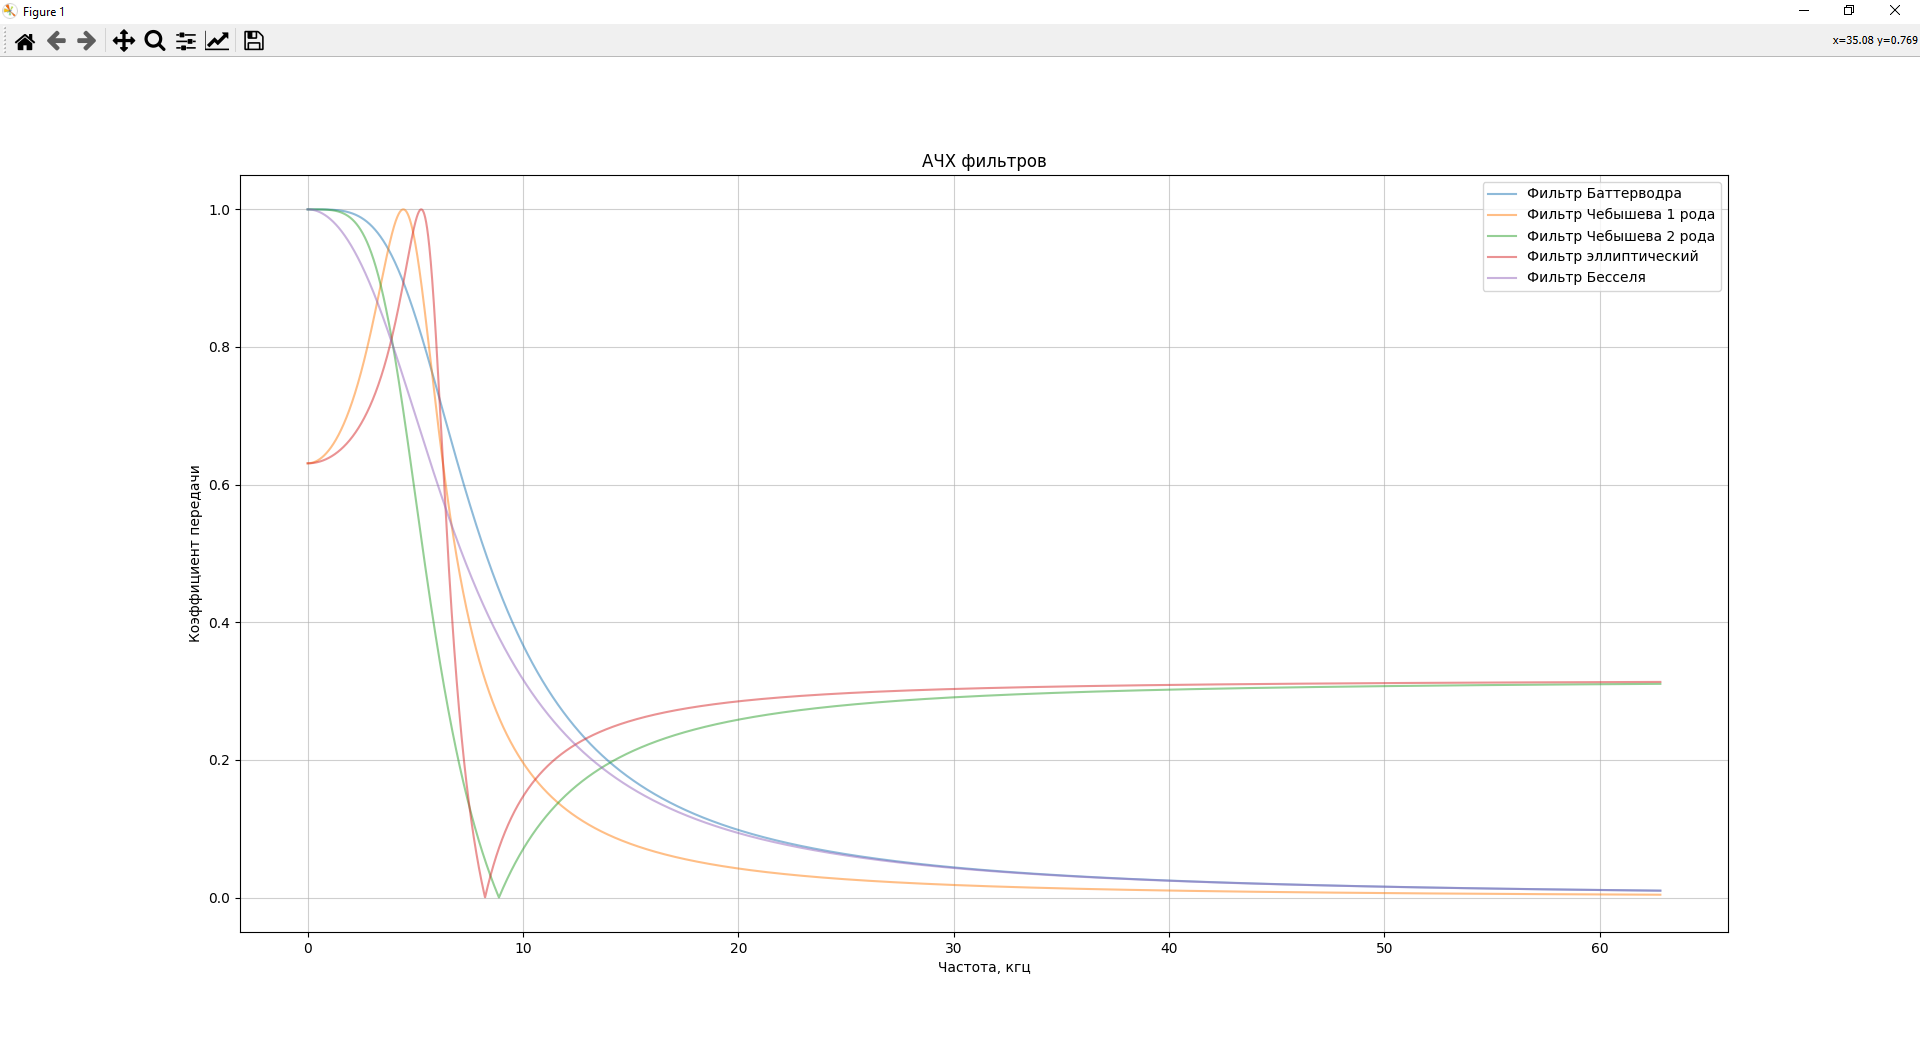 Figure 1
x=35.08 y=0.769
АЧХ фильтров
Фильтр Баттерводра
Фильтр Чебышева 1 рода
Фильтр Чебышева 2 рода
Фильтр эллиптический
Фильтр Бесселя
1.0
0.8
0.6
0.4
0.2
0.0
Коэффициент передачи
0 10 20 30 40 50 60
Частота, кгц